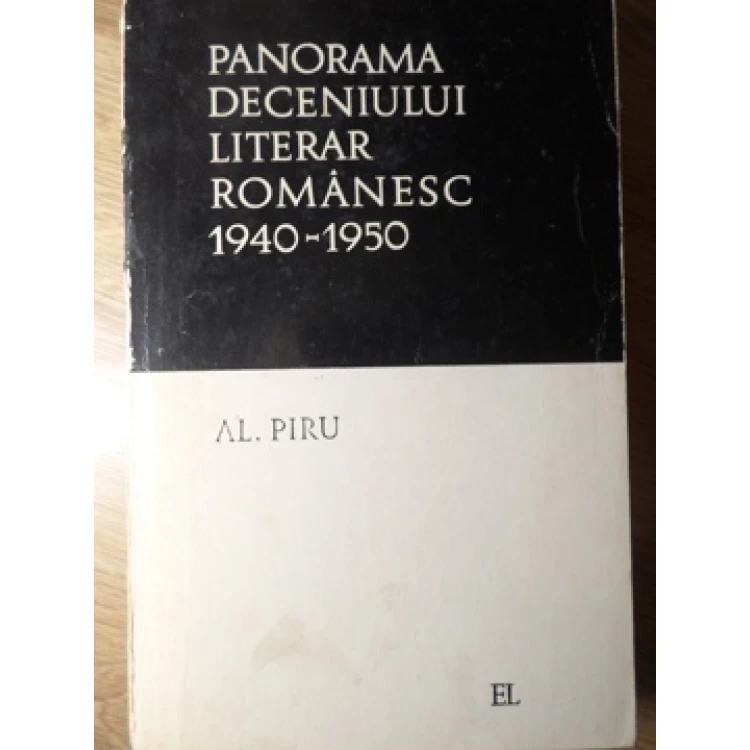 PANORAMA
DECENIULUI
LITERAR
ROMÂNESC
1940-1950
AL. PIRU
EL